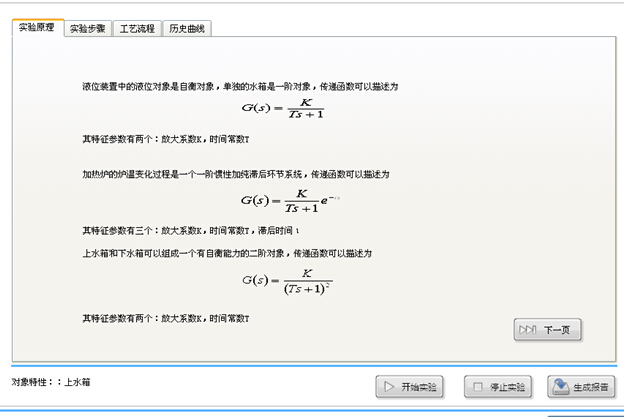 实验原理 实验步骤 工艺流程 历史曲线
液位装置中的液位对象是自衡对象，单独的水箱是一阶对象，传递函数可以描述为
G(s) = K / (Ts + 1)
其特征参数有两个：放大系数K，时间常数T
加热炉的炉温变化过程是一个一阶惯性加纯滞后环节系统，传递函数可以描述为
G(s) = K / (Ts + 1) e^-τs
其特征参数有三个：放大系数K，时间常数T，滞后时间 τ
上水箱和下水箱可以组成一个有自衡能力的二阶对象，传递函数可以描述为
G(s) = K / (Ts + 1)^2
其特征参数有两个：放大系数K，时间常数T
下一页
对象特性：：上水箱 开始实验 停止实验 生成报告